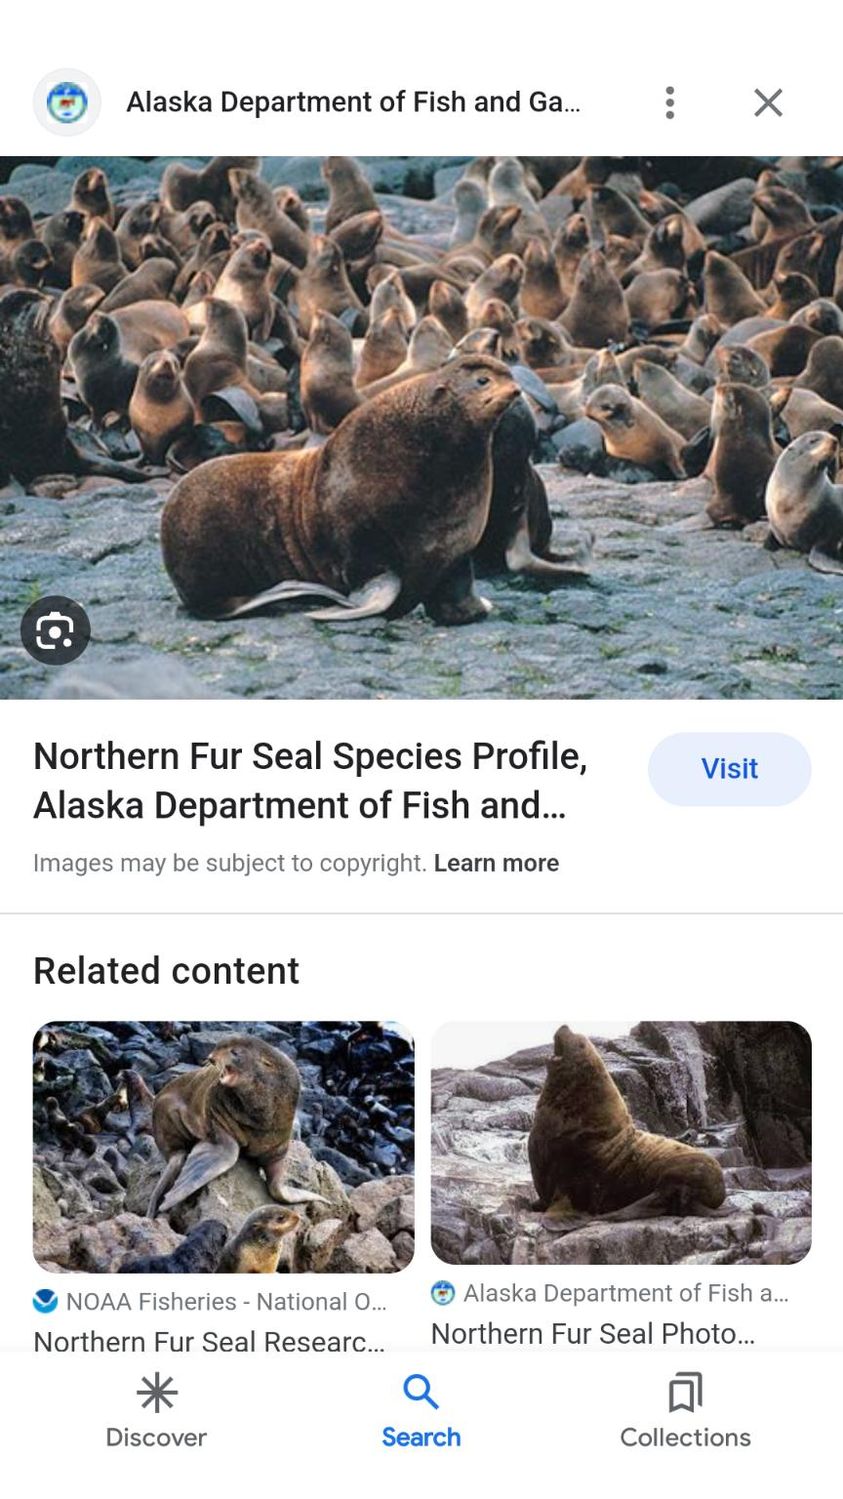 Alaska Department of Fish and Ga...
Northern Fur Seal Species Profile,
Alaska Department of Fish and...
Visit
Images may be subject to copyright. Learn more
Related content
NOAA Fisheries - National O...
Northern Fur Seal Researc...
Alaska Department of Fish a...
Northern Fur Seal Photo...
Discover
Search
Collections